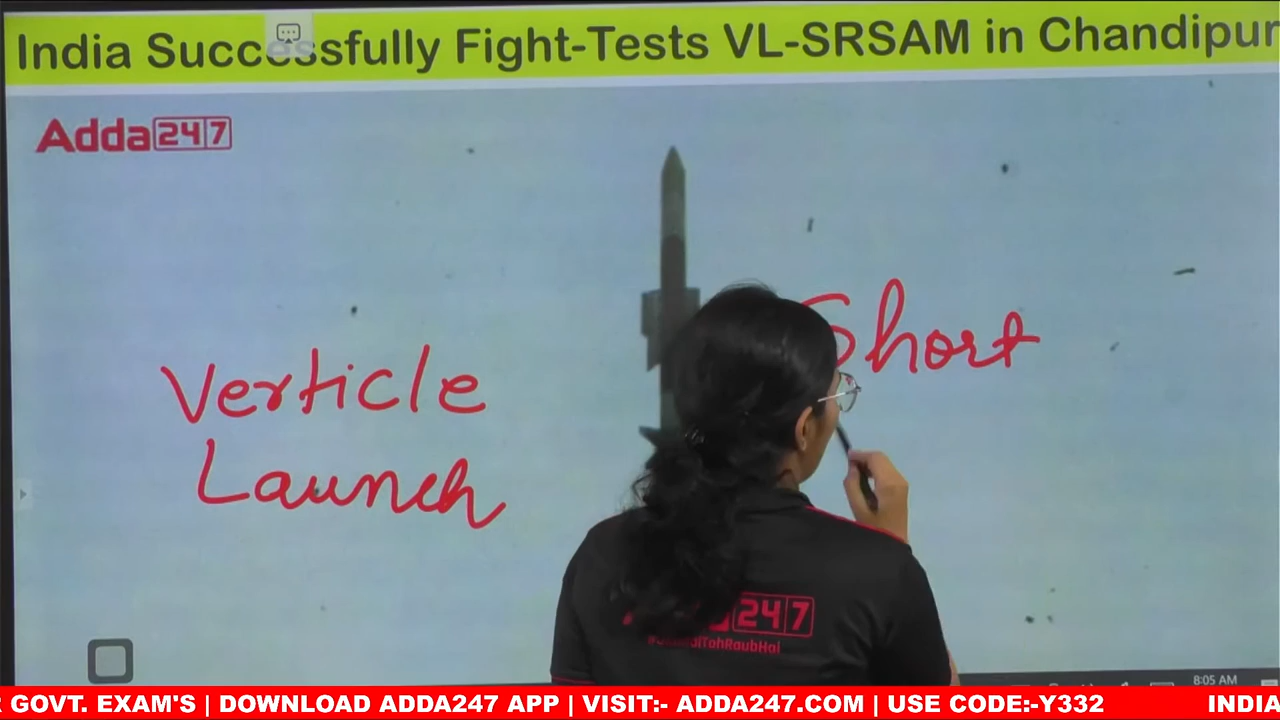 India Successfully Fight-Tests VL-SRSAM in Chandipur
Adda247
Short
Verticle
Launch
247
TohRaubHai
8:05 AM
GOVT. EXAM'S | DOWNLOAD ADDA247 APP | VISIT:- ADDA247.COM | USE CODE:-Y332 INDIA